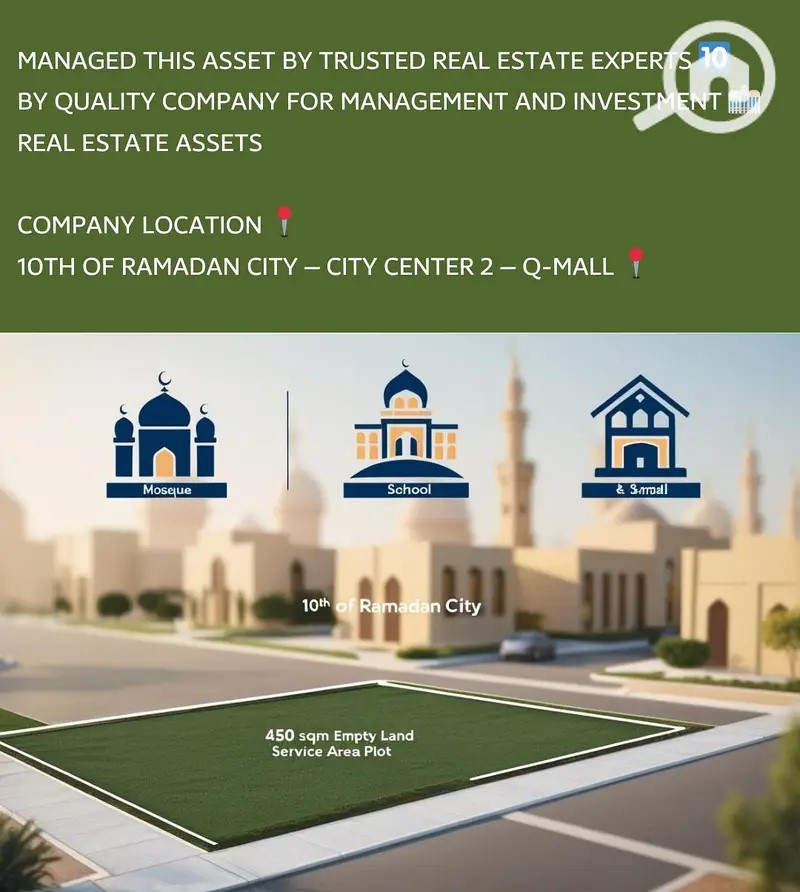 MANAGED THIS ASSET BY TRUSTED REAL ESTATE EXPERTS 🔟
BY QUALITY COMPANY FOR MANAGEMENT AND INVESTMENT
REAL ESTATE ASSETS
COMPANY LOCATION 📍
10TH OF RAMADAN CITY – CITY CENTER 2 – Q-MALL 📍
Mosque
School
&
10th of Ramadan City
450 sqm Empty Land
Service Area Plot